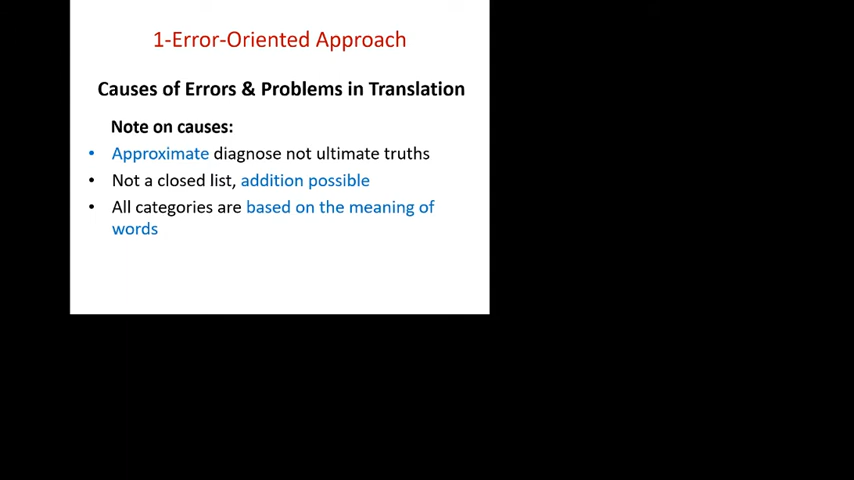 1-Error-Oriented Approach
Causes of Errors & Problems in Translation
Note on causes:
• Approximate diagnose not ultimate truths
• Not a closed list, addition possible
• All categories are based on the meaning of
words